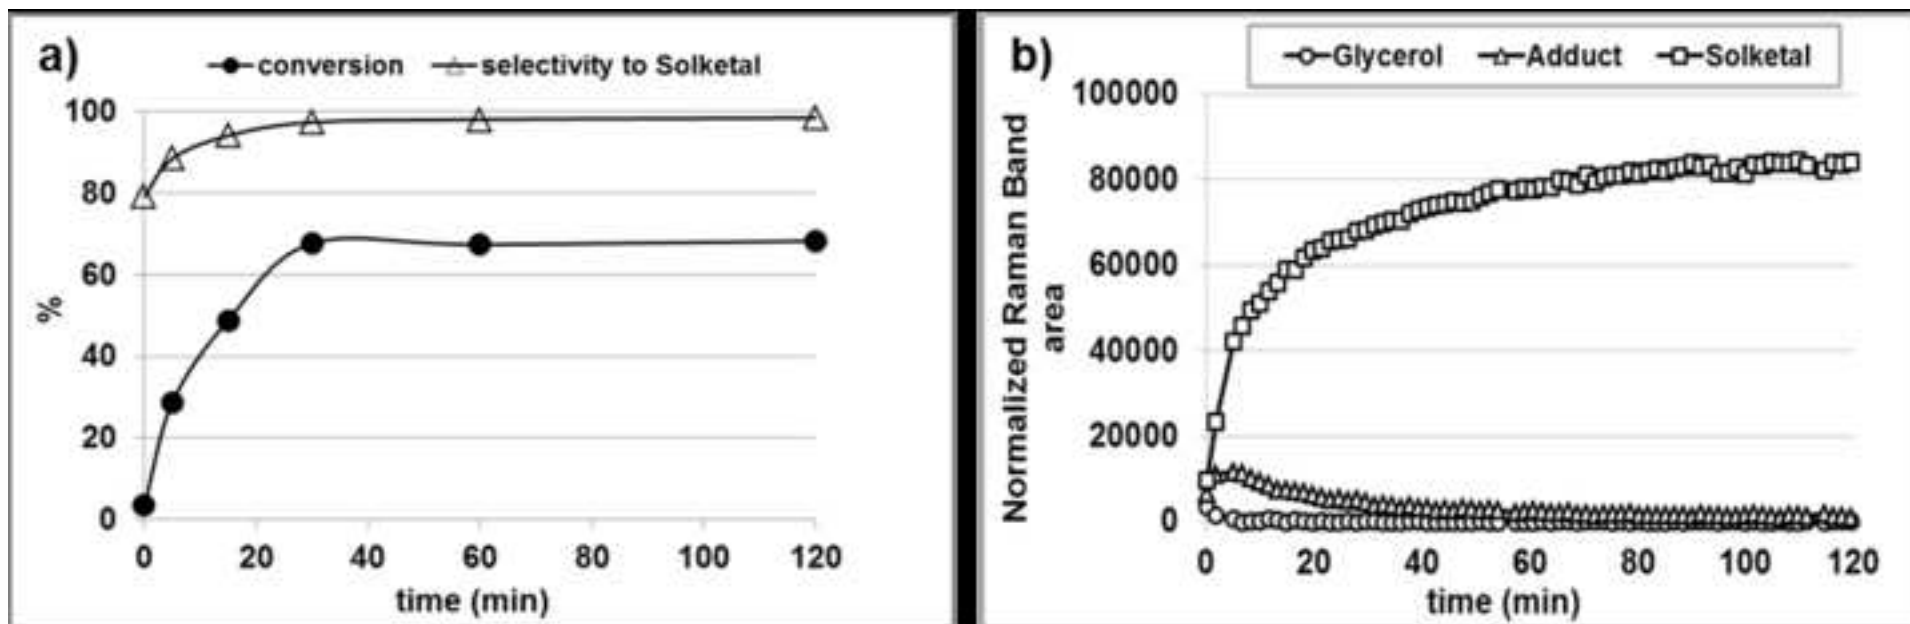 a)
conversion selectivity to Solketal
100
80
60
40
20
0
%
0 20 40 60 80 100 120
time (min)
b)
Glycerol Adduct Solketal
100000
80000
60000
40000
20000
0
Normalized Raman Band
area
0 20 40 60 80 100 120
time (min)